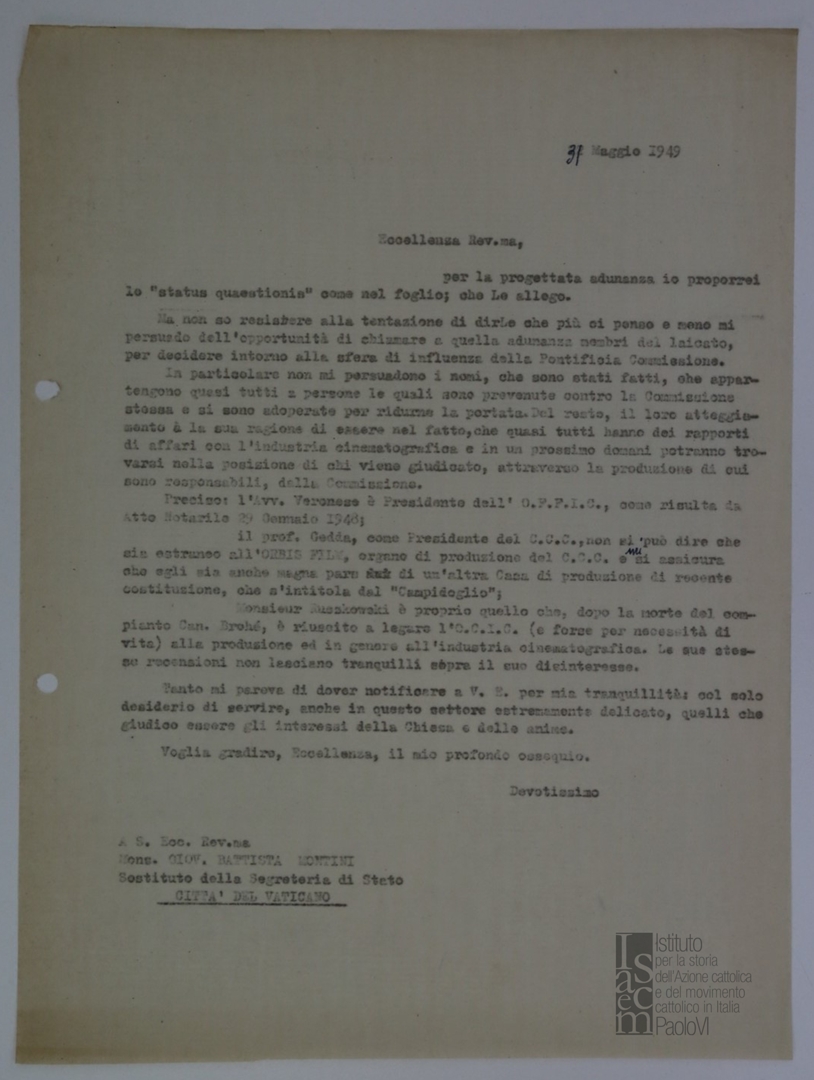 31 Maggio 1949
Eccellenza Rev.ma,
per la progettata adunanza io proporrei
lo "status quaestionis" come nel foglio; che Le allego.
Ma non so resistere alla tentazione di dirLe che più ci penso e meno mi
persuado dell'opportunità di chiamare a quella adunanza membri del laicato,
per decidere intorno alla sfera di influenza della Pontificia Commissione.
In particolare non mi persuadono i nomi, che sono stati fatti, che appar-
tengono quasi tutti a persone le quali sono prevenute contro la Commissione
stessa e si sono adoperate per ridurne la portata.Del resto, il loro atteggia-
mento à la sua ragione di essere nel fatto,che quasi tutti hanno dei rapporti
di affari con l'industria cinematografica e in un prossimo domani potranno tro-
varsi nella posizione di chi viene giudicato, attraverso la produzione di cui
sono responsabili, dalla Commissione.
Preciso: l'Avv. Veronese è Presidente dell' O.F.F.I.C., come risulta da
Atto Notarile 29 Gennaio 1948;
il prof. Gedda, come Presidente del C.C.C.,non si può dire che
sia estraneo all'ORBIS FILM, organo di produzione del C.C.C. e mi si assicura
che egli sia anche magna pars di un'altra Casa di produzione di recente
costituzione, che s'intitola dal "Campidoglio";
Monsieur Ruszkowski è proprio quello che, dopo la morte del com-
pianto Can. Brohé, è riuscito a legare l'O.C.I.C. (e forse per necessità di
vita) alla produzione ed in genere all'industria cinematografica. Le sue stes-
se recensioni non lasciano tranquilli sopra il suo disinteresse.
Tanto mi pareva di dover notificare a V. E. per mia tranquillità: col solo
desiderio di servire, anche in questo settore estremamente delicato, quelli che
giudico essere gli interessi della Chiesa e delle anime.
Voglia gradire, Eccellenza, il mio profondo ossequio.
Devotissimo
A S. Ecc. Rev.ma
Mons. GIOV. BATTISTA MONTINI
Sostituto della Segreteria di Stato
CITTA' DEL VATICANO
Isacem
Istituto
per la storia
dell'Azione cattolica
e del movimento
cattolico in Italia
PaoloVI